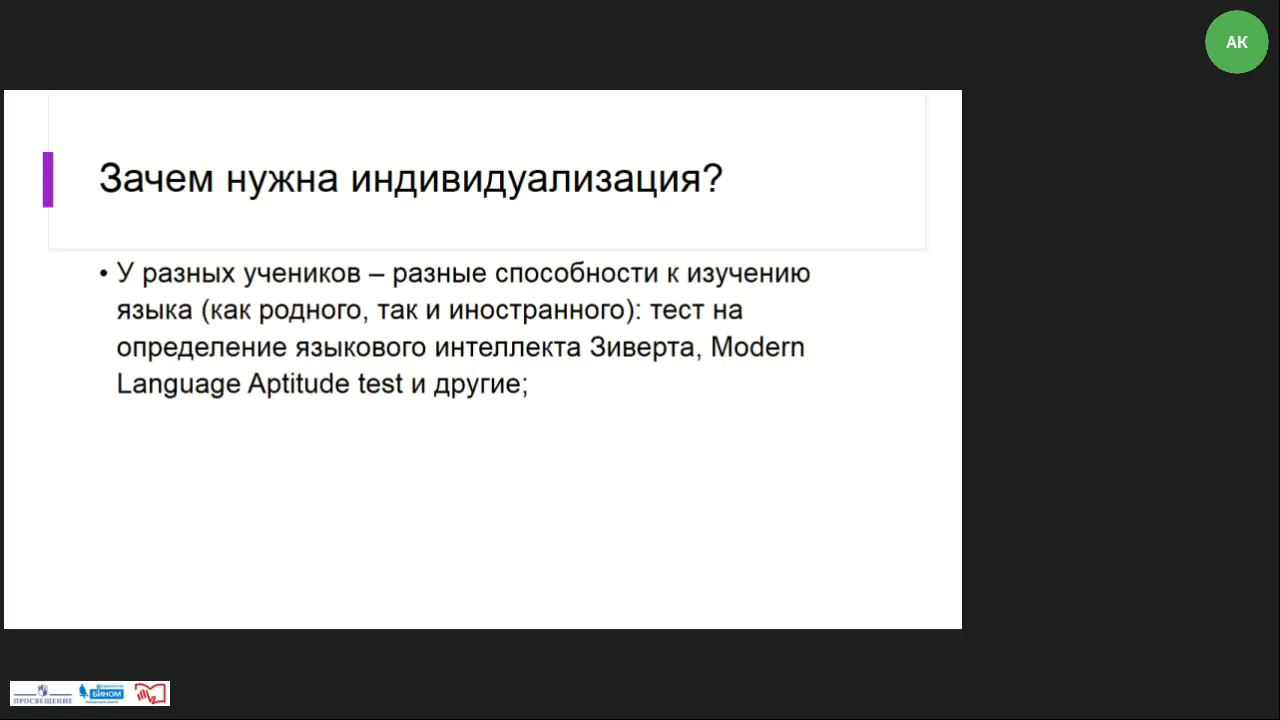 АК
Зачем нужна индивидуализация?
• У разных учеников – разные способности к изучению
языка (как родного, так и иностранного): тест на
определение языкового интеллекта Зиверта, Modern
Language Aptitude test и другие;
ПРОСВЕЩЕНИЕ
БИНОМ